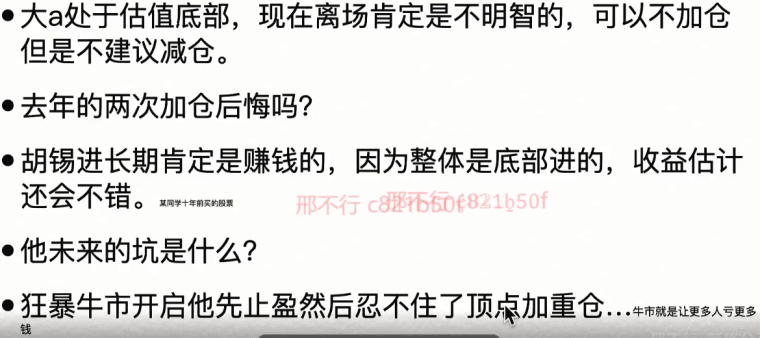 • 大a处于估值底部，现在离场肯定是不明智的，可以不加仓
但是不建议减仓。
• 去年的两次加仓后悔吗？
• 胡锡进长期肯定是赚钱的，因为整体是底部进的，收益估计
还会不错。某同学十年前买的股票
邢不行 c821b50f
邢不行 c821b50f
• 他未来的坑是什么？
• 狂暴牛市开启他先止盈然后忍不住了顶点加重仓...牛市就是让更多人亏更多
钱